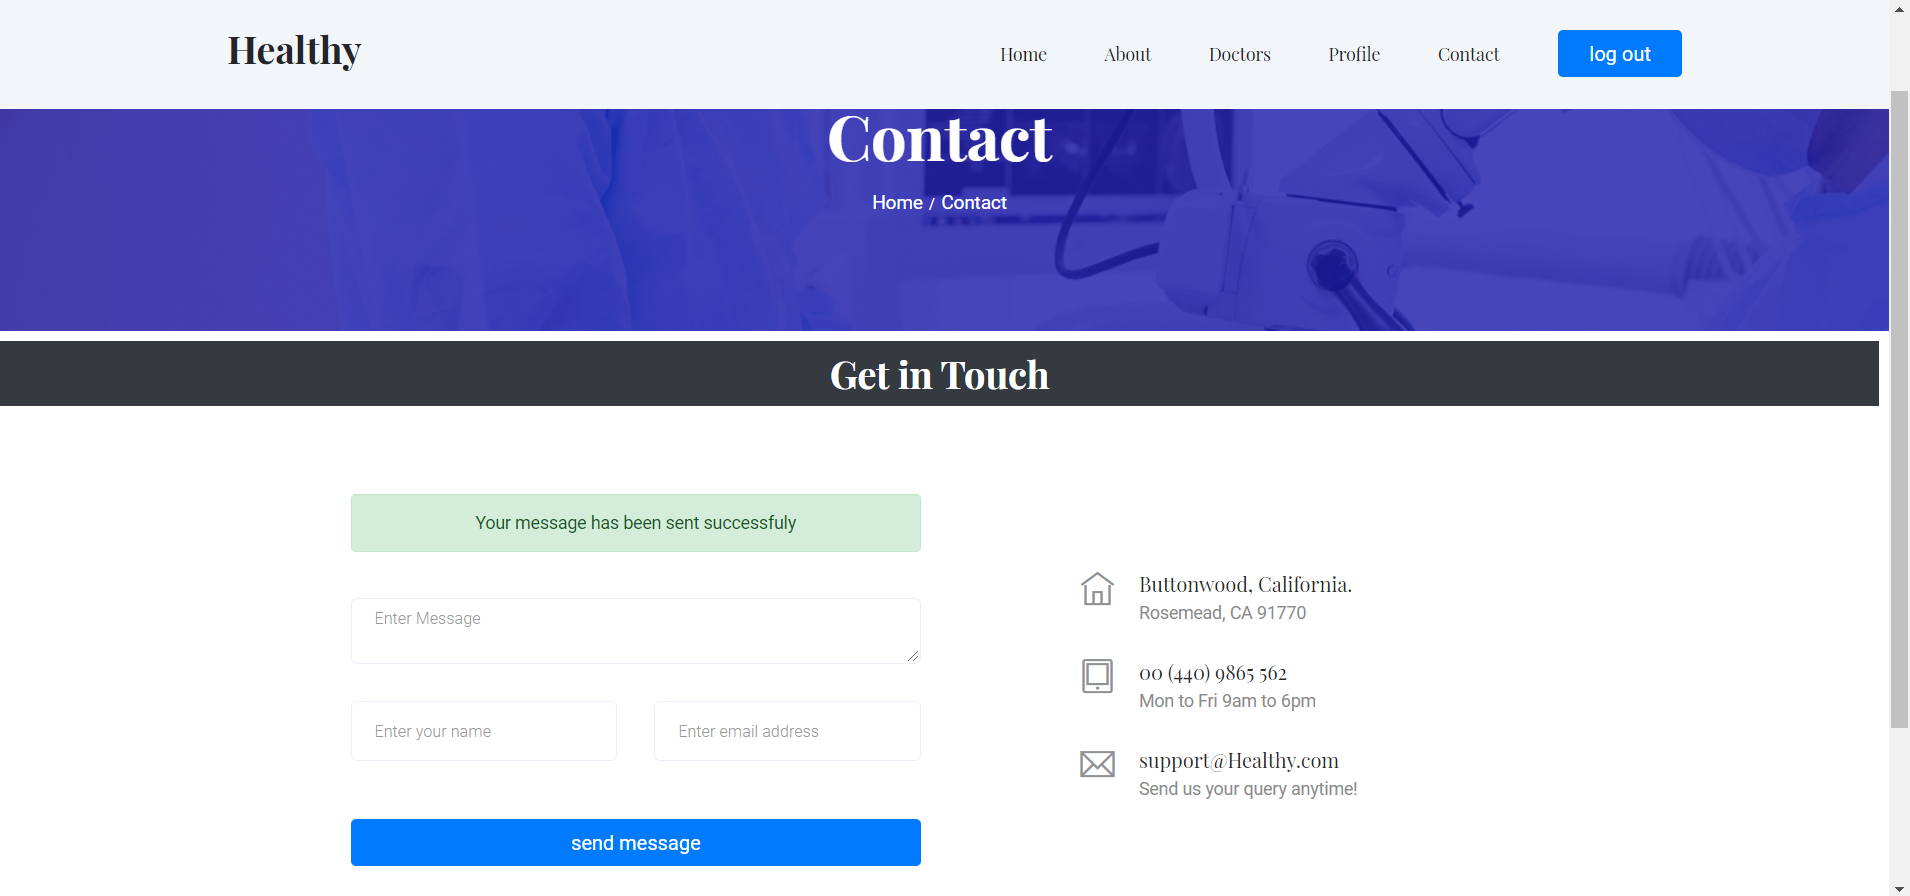 Healthy
Home About Doctors Profile Contact log out
Contact
Home / Contact
Get in Touch
Your message has been sent successfuly
Enter Message
Enter your name Enter email address
send message
Buttonwood, California.
Rosemead, CA 91770
00 (440) 9865 562
Mon to Fri 9am to 6pm
support@Healthy.com
Send us your query anytime!